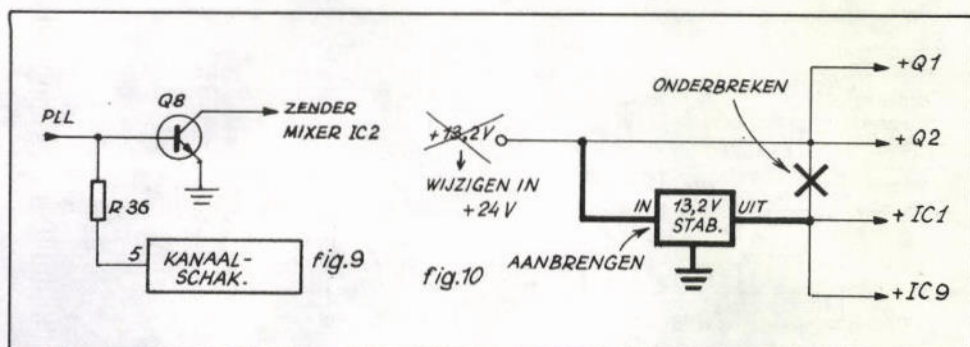 PLL
Q8
ZENDER
MIXER IC2
R36
5
KANAAL-
SCHAK.
fig.9
+13,2V
WIJZIGEN IN
+24V
fig.10
ONDERBREKEN
IN
13,2V
STAB.
UIT
AANBRENGEN
+Q1
+Q2
+IC1
+IC9